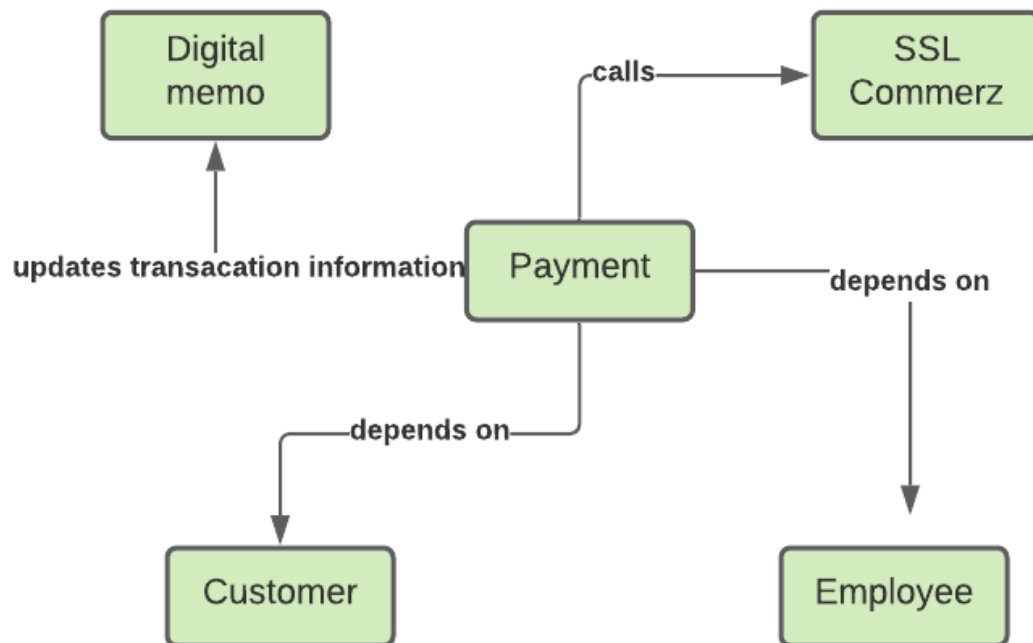 Digital
memo
SSL
Commerz
calls
updates transacation information
Payment
depends on
depends on
Customer
Employee